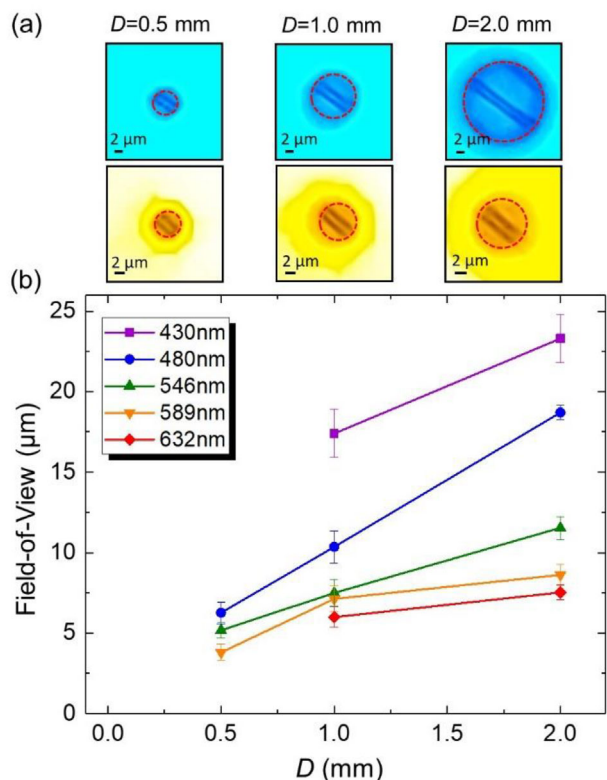 (a)
D=0.5 mm D=1.0 mm D=2.0 mm
2 µm 2 µm 2 µm
2 µm 2 µm 2 µm
(b)
25
20
15
10
5
0
Field-of-View (µm)
430nm
480nm
546nm
589nm
632nm
0.0 0.5 1.0 1.5 2.0
D (mm)